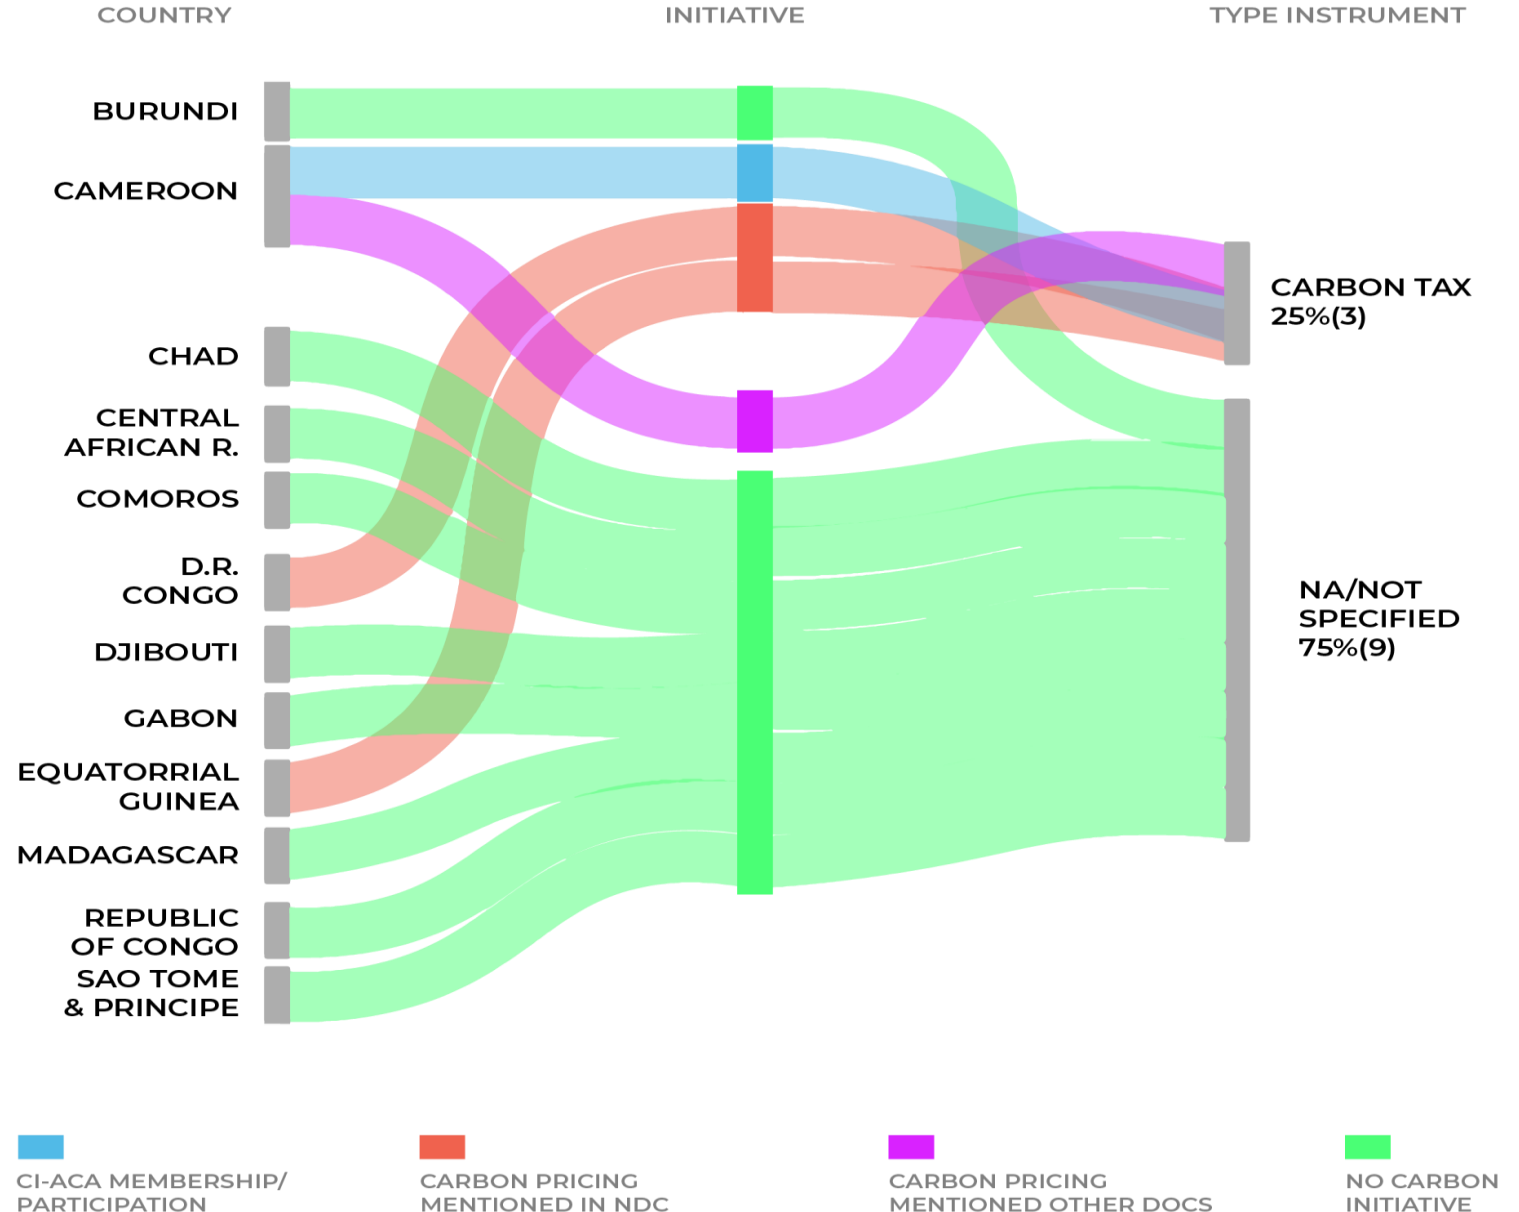 COUNTRY
INITIATIVE
TYPE INSTRUMENT
BURUNDI
CAMEROON
CHAD
CENTRAL
AFRICAN R.
COMOROS
D.R.
CONGO
DJIBOUTI
GABON
EQUATORRIAL
GUINEA
MADAGASCAR
REPUBLIC
OF CONGO
SAO TOME
& PRINCIPE
CARBON TAX
25%(3)
NA/NOT
SPECIFIED
75%(9)
CI-ACA MEMBERSHIP/
PARTICIPATION
CARBON PRICING
MENTIONED IN NDC
CARBON PRICING
MENTIONED OTHER DOCS
NO CARBON
INITIATIVE